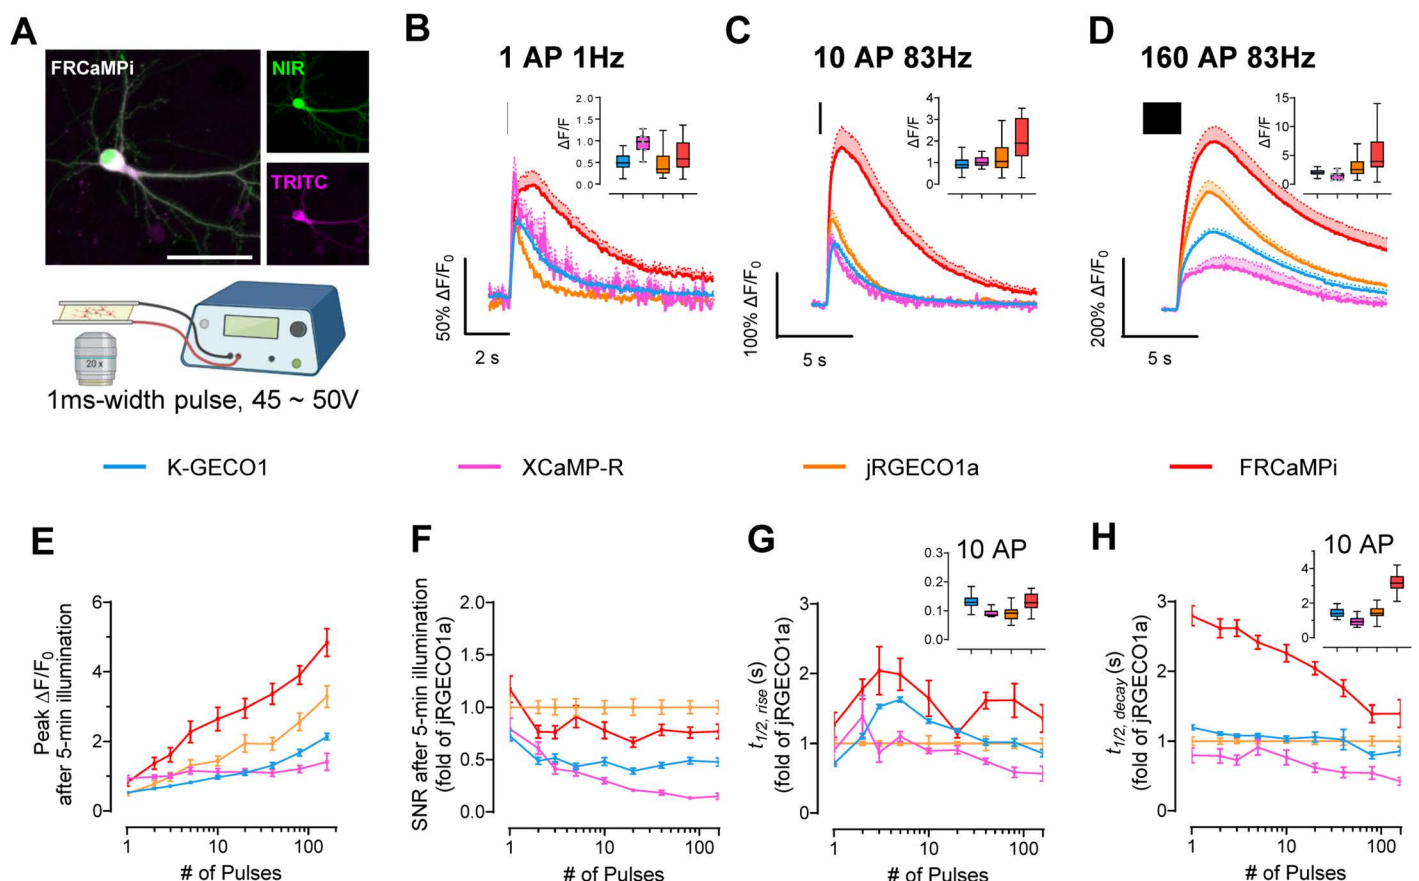 A
FRCaMPi
NIR
TRITC
20 x
1ms-width pulse, 45 ~ 50V
B
1 AP 1Hz
ΔF/F
2.0
1.5
1.0
0.5
0.0
50% ΔF/F0
2 s
C
10 AP 83Hz
ΔF/F
4
3
2
1
0
100% ΔF/F0
5 s
D
160 AP 83Hz
ΔF/F
15
10
5
0
200% ΔF/F0
5 s
K-GECO1
XCaMP-R
jRGECO1a
FRCaMPi
E
Peak ΔF/F0
after 5-min illumination
6
4
2
0
1
10
100
# of Pulses
F
SNR after 5-min illumination
(fold of jRGECO1a)
2.0
1.5
1.0
0.5
0.0
1
10
100
# of Pulses
G
10 AP
0.3
0.2
0.1
0.0
t1/2, rise (s)
(fold of jRGECO1a)
3
2
1
0
1
10
100
# of Pulses
H
10 AP
4
2
0
t1/2, decay (s)
(fold of jRGECO1a)
3
2
1
0
1
10
100
# of Pulses